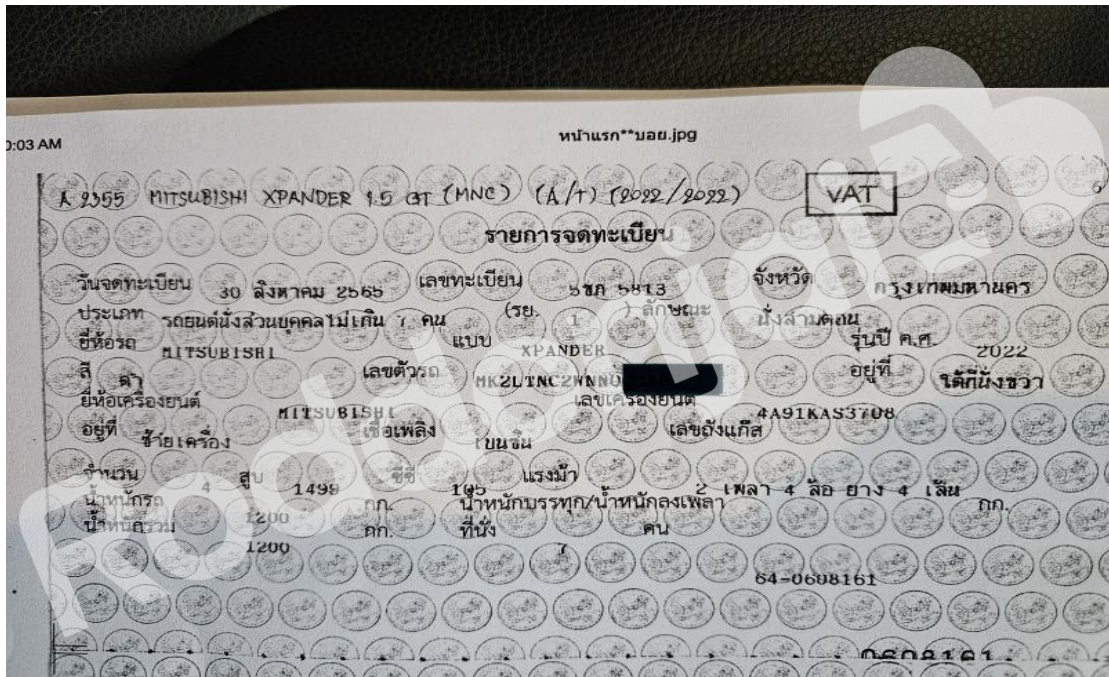 0:03 AM
หน้าแรก**บอย.jpg
A 2355 MITSUBISHI XPANDER 1.5 GT (MNC) (A/T) (2022/2022) VAT
รายการจดทะเบียน
วันจดทะเบียน 30 สิงหาคม 2565 เลขทะเบียน 5813 จังหวัด กรุงเทพมหานคร
ประเภท รถยนต์นั่งส่วนบุคคลไม่เกิน 7 คน (รย. 1 ) ลักษณะ นั่งสามตอน
ยี่ห้อรถ MITSUBISHI แบบ XPANDER รุ่นปี ค.ศ. 2022
สี ดำ เลขตัวรถ อยู่ที่ ใต้ที่นั่งขวา
ยี่ห้อเครื่องยนต์ MITSUBISHI เลขเครื่องยนต์ 4A91KAS3708
อยู่ที่ ซ้ายเครื่อง เชื้อเพลิง เบนซิน เลขถังแก๊ส
จำนวน 4 สูบ 1499 ซีซี 105 แรงม้า 2 เพลา 4 ล้อ ยาง 4 เส้น
น้ำหนักรถ 1200 กก. น้ำหนักบรรทุก/น้ำหนักลงเพลา กก.
น้ำหนักรวม 1200 กก. ที่นั่ง 7 คน
64-0608161
0608161